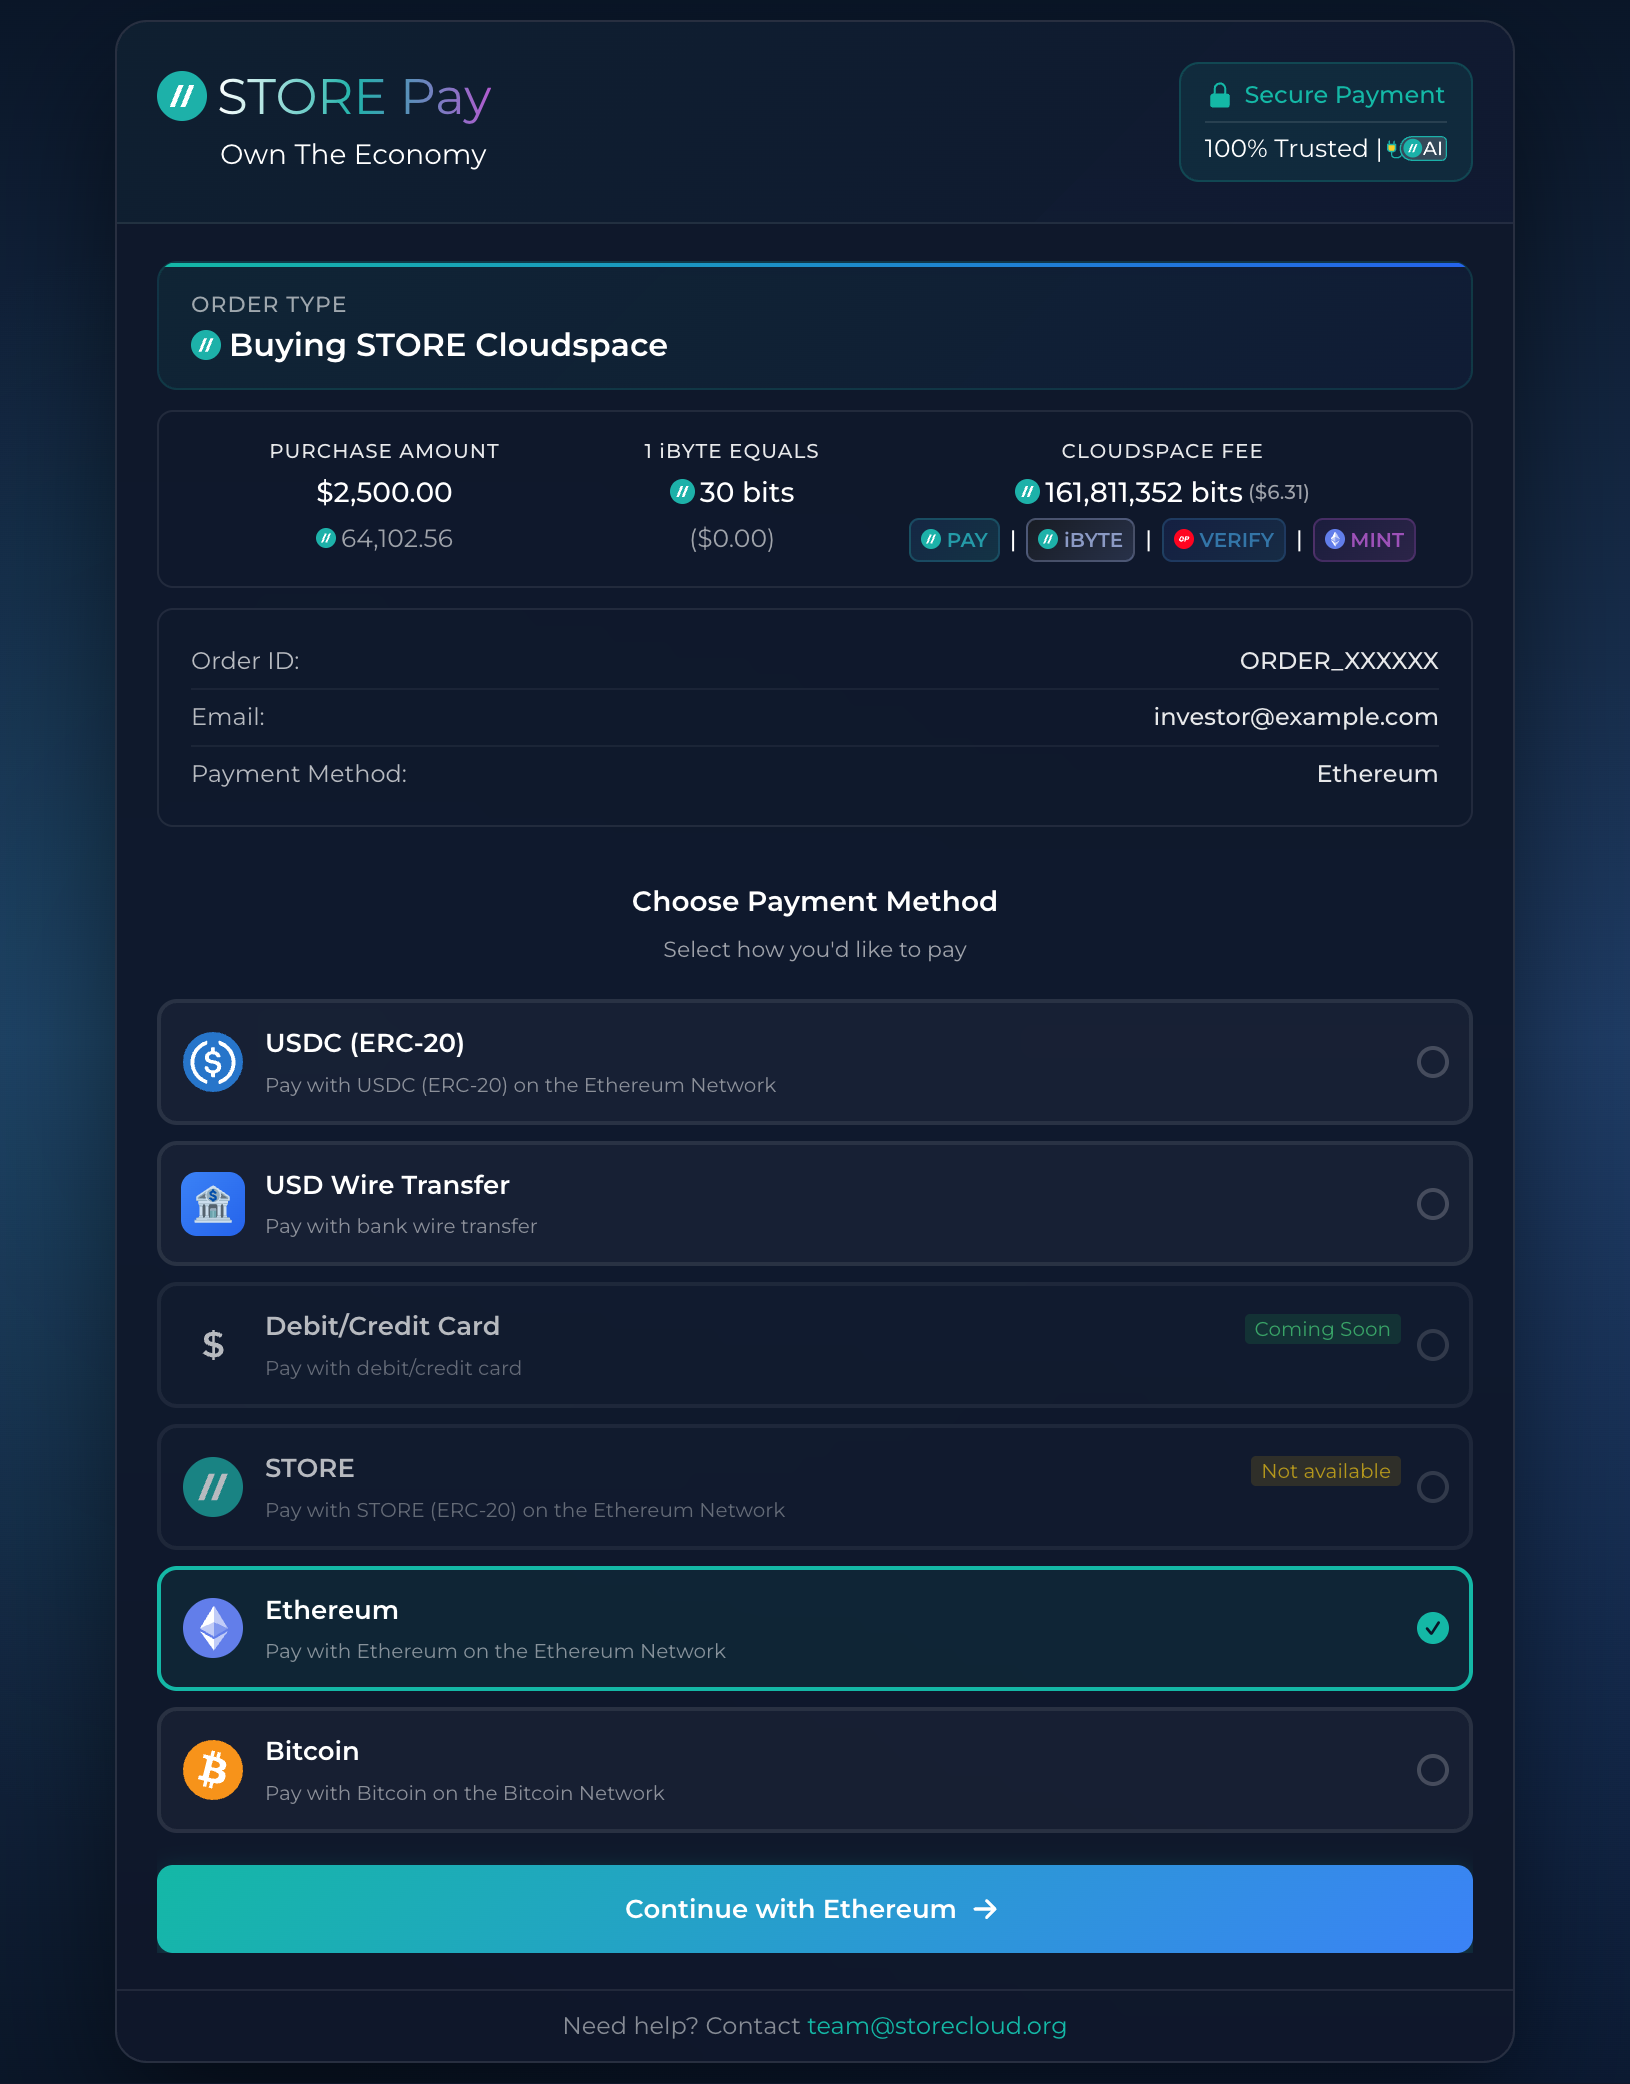 STORE Pay
Own The Economy
Secure Payment
100% Trusted | AI
ORDER TYPE
Buying STORE Cloudspace
PURCHASE AMOUNT
$2,500.00
64,102.56
1 iBYTE EQUALS
30 bits
($0.00)
CLOUDSPACE FEE
161,811,352 bits ($6.31)
PAY | iBYTE | OP VERIFY | MINT
Order ID: ORDER_XXXXXX
Email: investor@example.com
Payment Method: Ethereum
Choose Payment Method
Select how you'd like to pay
USDC (ERC-20)
Pay with USDC (ERC-20) on the Ethereum Network
USD Wire Transfer
Pay with bank wire transfer
Debit/Credit Card
Pay with debit/credit card
Coming Soon
STORE
Pay with STORE (ERC-20) on the Ethereum Network
Not available
Ethereum
Pay with Ethereum on the Ethereum Network
Bitcoin
Pay with Bitcoin on the Bitcoin Network
Continue with Ethereum →
Need help? Contact team@storecloud.org